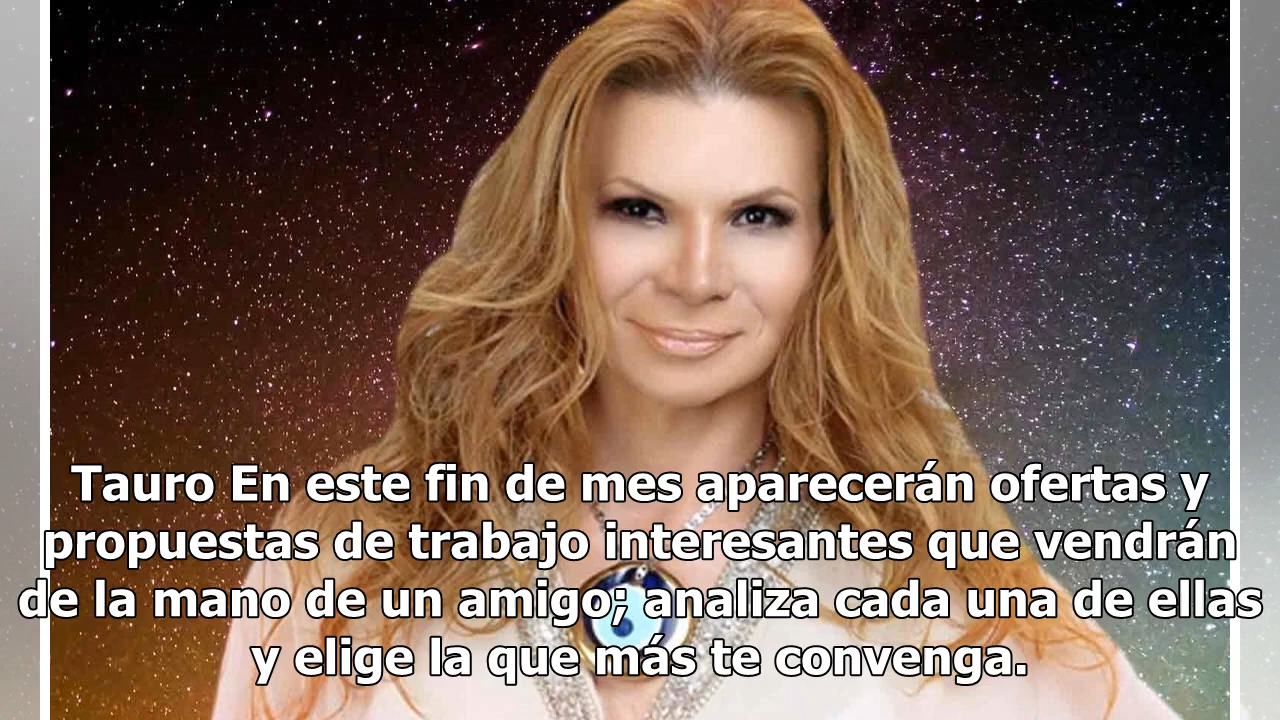 Tauro En este fin de mes aparecerán ofertas y
propuestas de trabajo interesantes que vendrán
de la mano de un amigo; analiza cada una de ellas
y elige la que más te convenga.